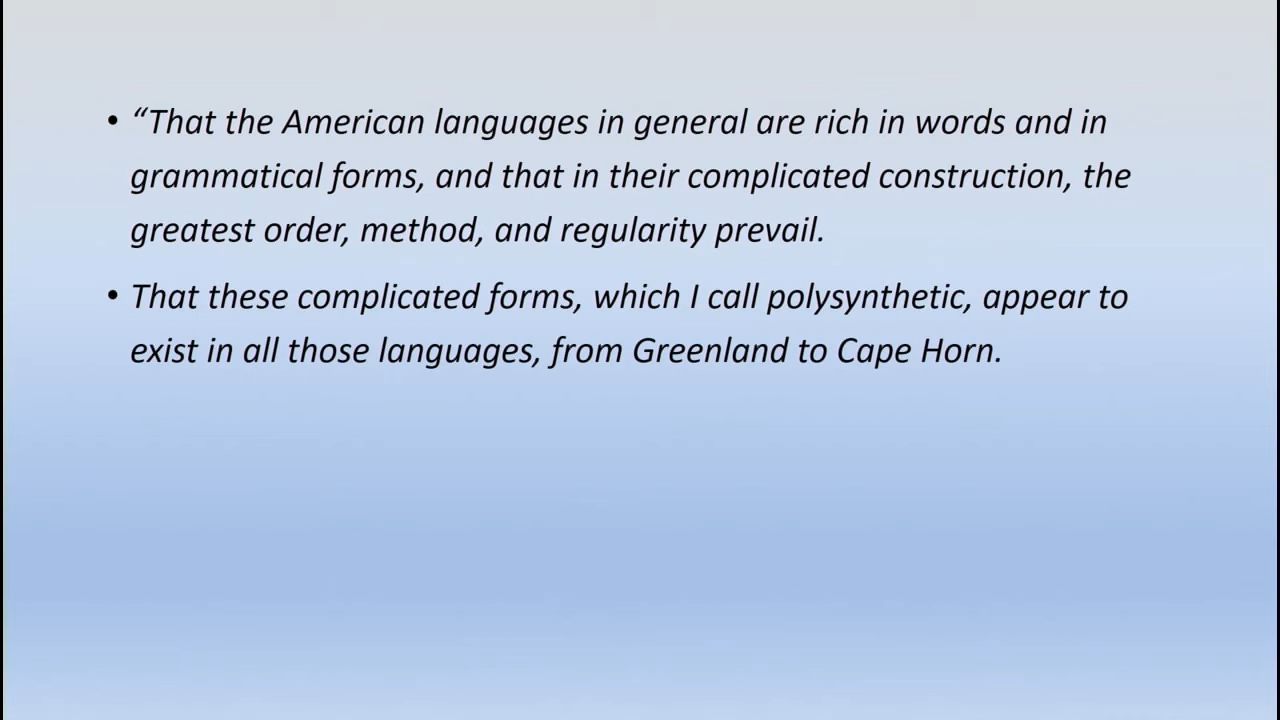 • “That the American languages in general are rich in words and in
grammatical forms, and that in their complicated construction, the
greatest order, method, and regularity prevail.
• That these complicated forms, which I call polysynthetic, appear to
exist in all those languages, from Greenland to Cape Horn.